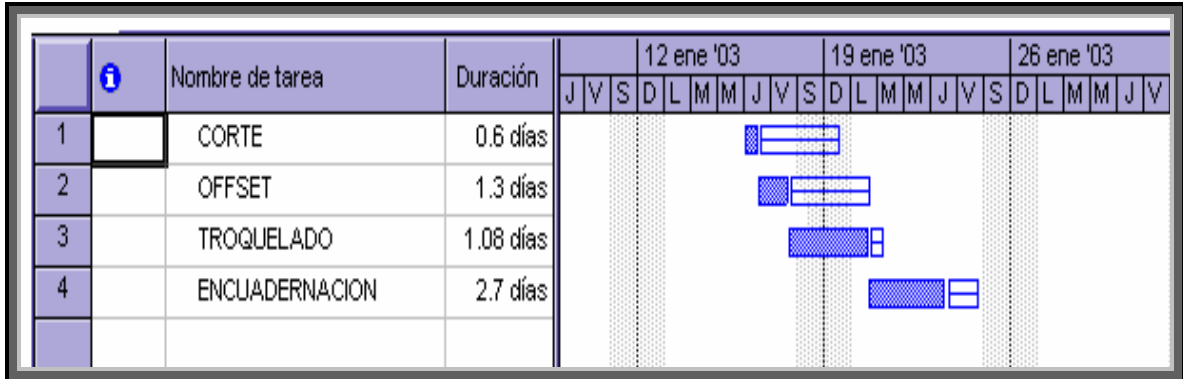 12 ene '03 19 ene '03 26 ene '03
Nombre de tarea Duración
J V S D L M M J V S D L M M J V S D L M M J V
1 CORTE 0.6 días
2 OFFSET 1.3 días
3 TROQUELADO 1.08 días
4 ENCUADERNACION 2.7 días